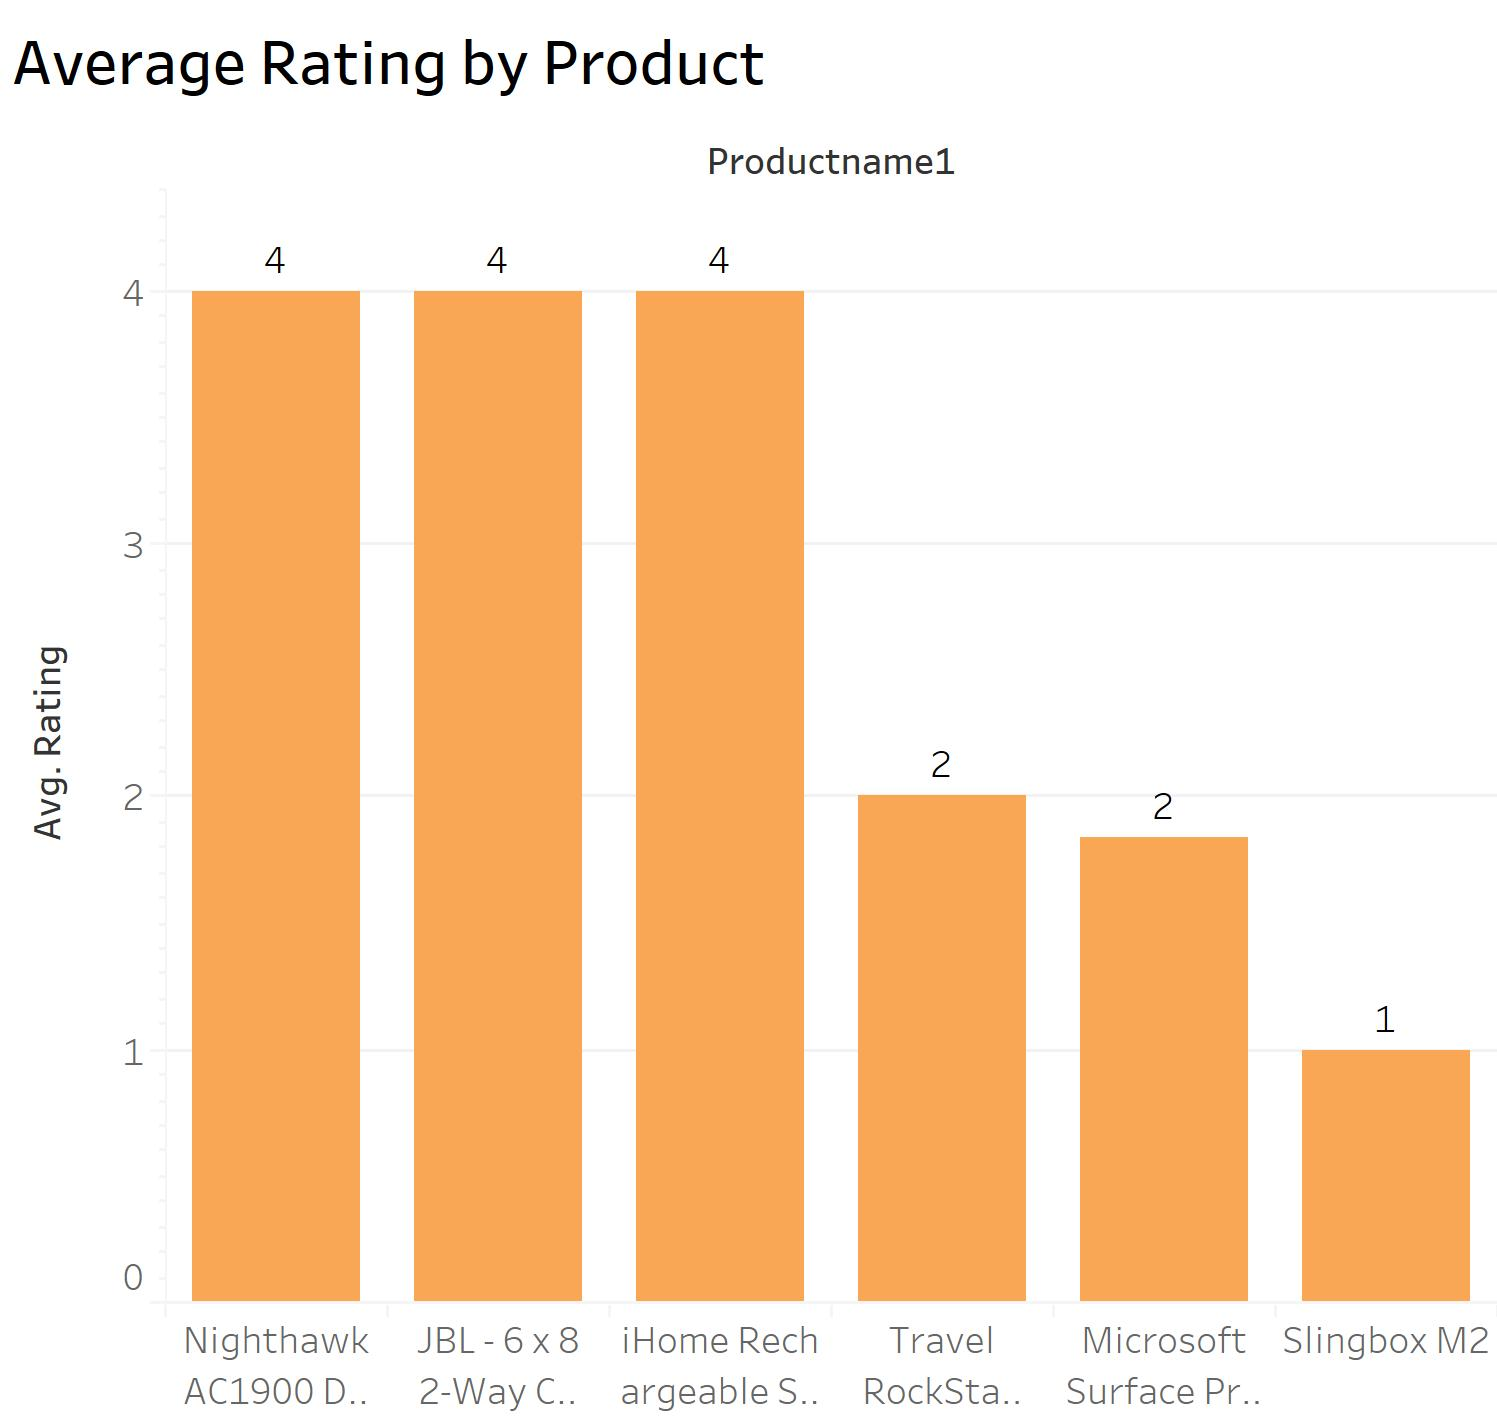 Average Rating by Product
Productname1
4 4 4
4
3
Avg. Rating
2
2
2
1
1
0
Nighthawk AC1900 D..
JBL - 6 x 8 2-Way C..
iHome Rech argeable S..
Travel RockSta..
Microsoft Surface Pr..
Slingbox M2